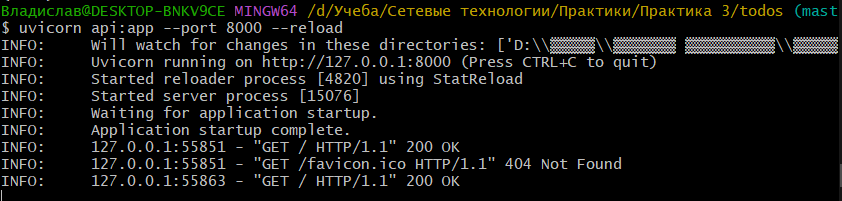 Владислав@DESKTOP-BNKV9CE MINGW64 /d/Учеба/Сетевые технологии/Практики/Практика 3/todos (mast
$ uvicorn api:app --port 8000 --reload
INFO:     Will watch for changes in these directories: ['D:\\▒▒▒▒▒\\▒▒▒▒▒▒▒ ▒▒▒▒▒▒▒▒▒▒\\▒▒▒▒▒
INFO:     Uvicorn running on http://127.0.0.1:8000 (Press CTRL+C to quit)
INFO:     Started reloader process [4820] using StatReload
INFO:     Started server process [15076]
INFO:     Waiting for application startup.
INFO:     Application startup complete.
INFO:     127.0.0.1:55851 - "GET / HTTP/1.1" 200 OK
INFO:     127.0.0.1:55851 - "GET /favicon.ico HTTP/1.1" 404 Not Found
INFO:     127.0.0.1:55863 - "GET / HTTP/1.1" 200 OK